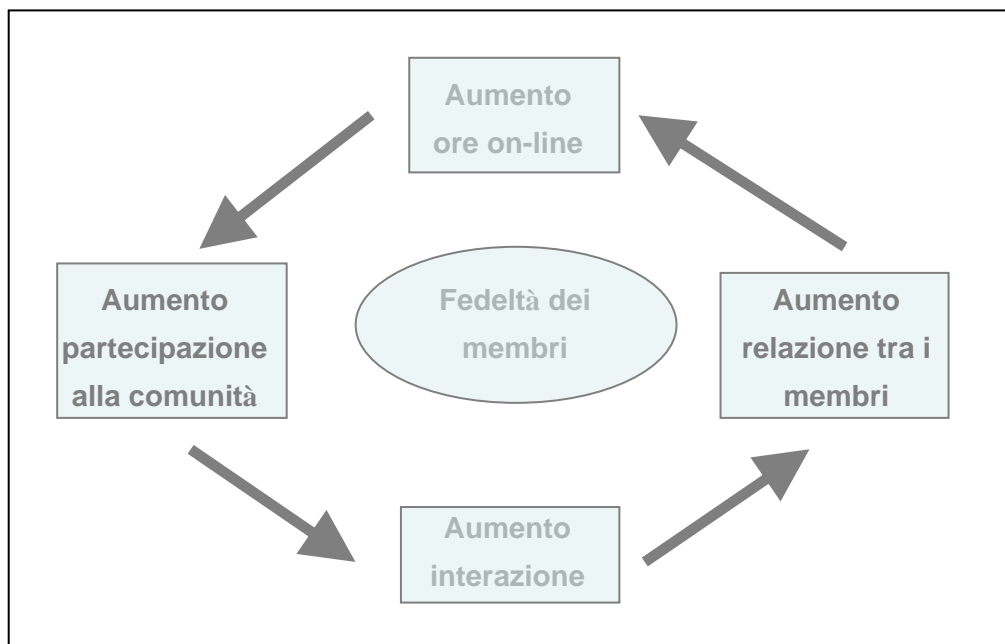 Aumento
ore on-line
Aumento
partecipazione
alla comunità
Fedeltà dei
membri
Aumento
relazione tra i
membri
Aumento
interazione